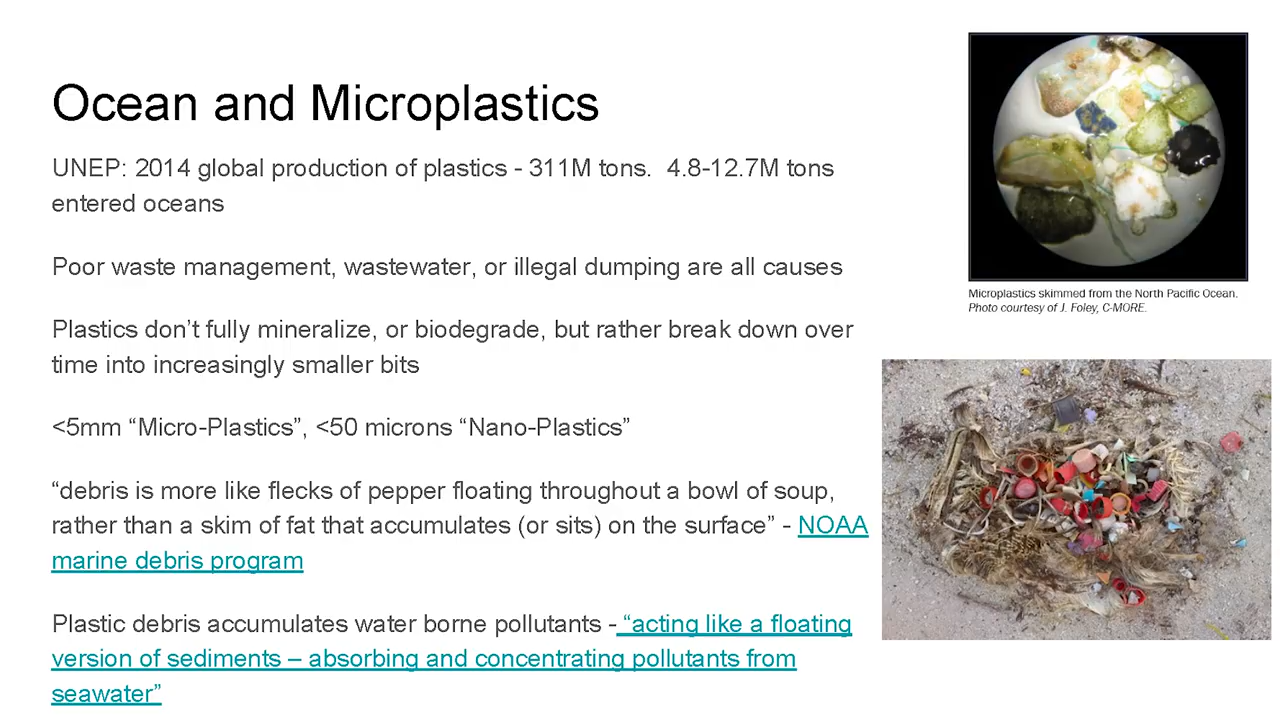 Ocean and Microplastics
UNEP: 2014 global production of plastics - 311M tons.  4.8-12.7M tons
entered oceans
Poor waste management, wastewater, or illegal dumping are all causes
Plastics don’t fully mineralize, or biodegrade, but rather break down over
time into increasingly smaller bits
<5mm “Micro-Plastics”, <50 microns “Nano-Plastics”
“debris is more like flecks of pepper floating throughout a bowl of soup,
rather than a skim of fat that accumulates (or sits) on the surface” - NOAA
marine debris program
Plastic debris accumulates water borne pollutants - “acting like a floating
version of sediments – absorbing and concentrating pollutants from
seawater”
Microplastics skimmed from the North Pacific Ocean.
Photo courtesy of J. Foley, C-MORE.